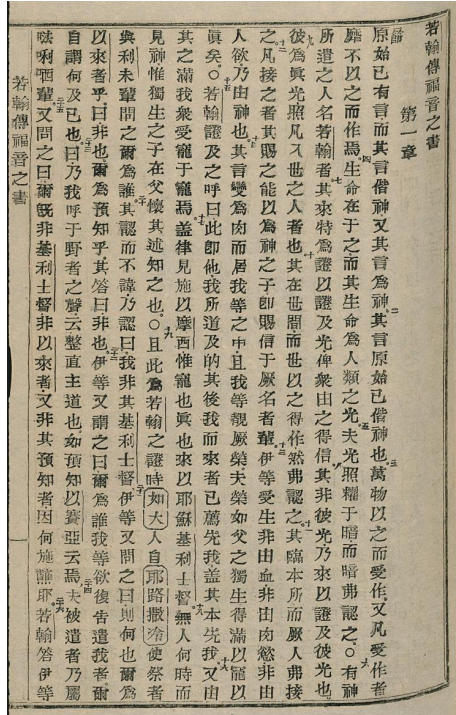 若翰傳福音之書
第一章
原始已有言而其言偕神又其言爲神其言原始已偕神也萬物以之而受作又凡受作者
靡不以之而作焉生命在于之而其生命爲人類之光夫光照耀于暗而暗弗認之○有神
所遣之人名若翰者其來特爲證以證及光俾衆由之得信其非彼光乃來以證及彼光也
彼爲眞光照凡入世之人者也其在世間而世以之得作然弗認之其臨本所而厥人弗接
之凡接之者其賜之能以爲神之子即賜信于厥名者輩伊等受生非由血非由肉慾非由
人欲乃由神也其言變爲肉而居我等之中且我等覩厥榮夫榮如父之獨生得滿以寵以
眞矣○若翰證及之呼曰此即他我所道及的其後我而來者已薦先我蓋其本先我又由
其之滿我衆受寵于寵焉蓋律見施以摩西惟寵也眞也來以耶穌基利士督無人何時而
見神惟獨生之子在父懷其述知之也○且此爲若翰之證時如大人自耶路撒冷使祭者
與利未輩問之爾爲誰其認而不諱乃認曰我非其基利士督伊等又問之曰則何也爾爲
以來者乎曰非也爾爲預知乎其答曰非也伊等又謂之曰爾爲誰我等欲復告遣我者爾
自謂何及己也曰乃我呼于野者之聲云整直主道也如預知以賽亞云焉夫被遣者乃屬
唎哂輩又問之曰爾旣非基利士督非以來者又非其預知者因何施蘸耶若翰答伊等
若翰傳福音之書